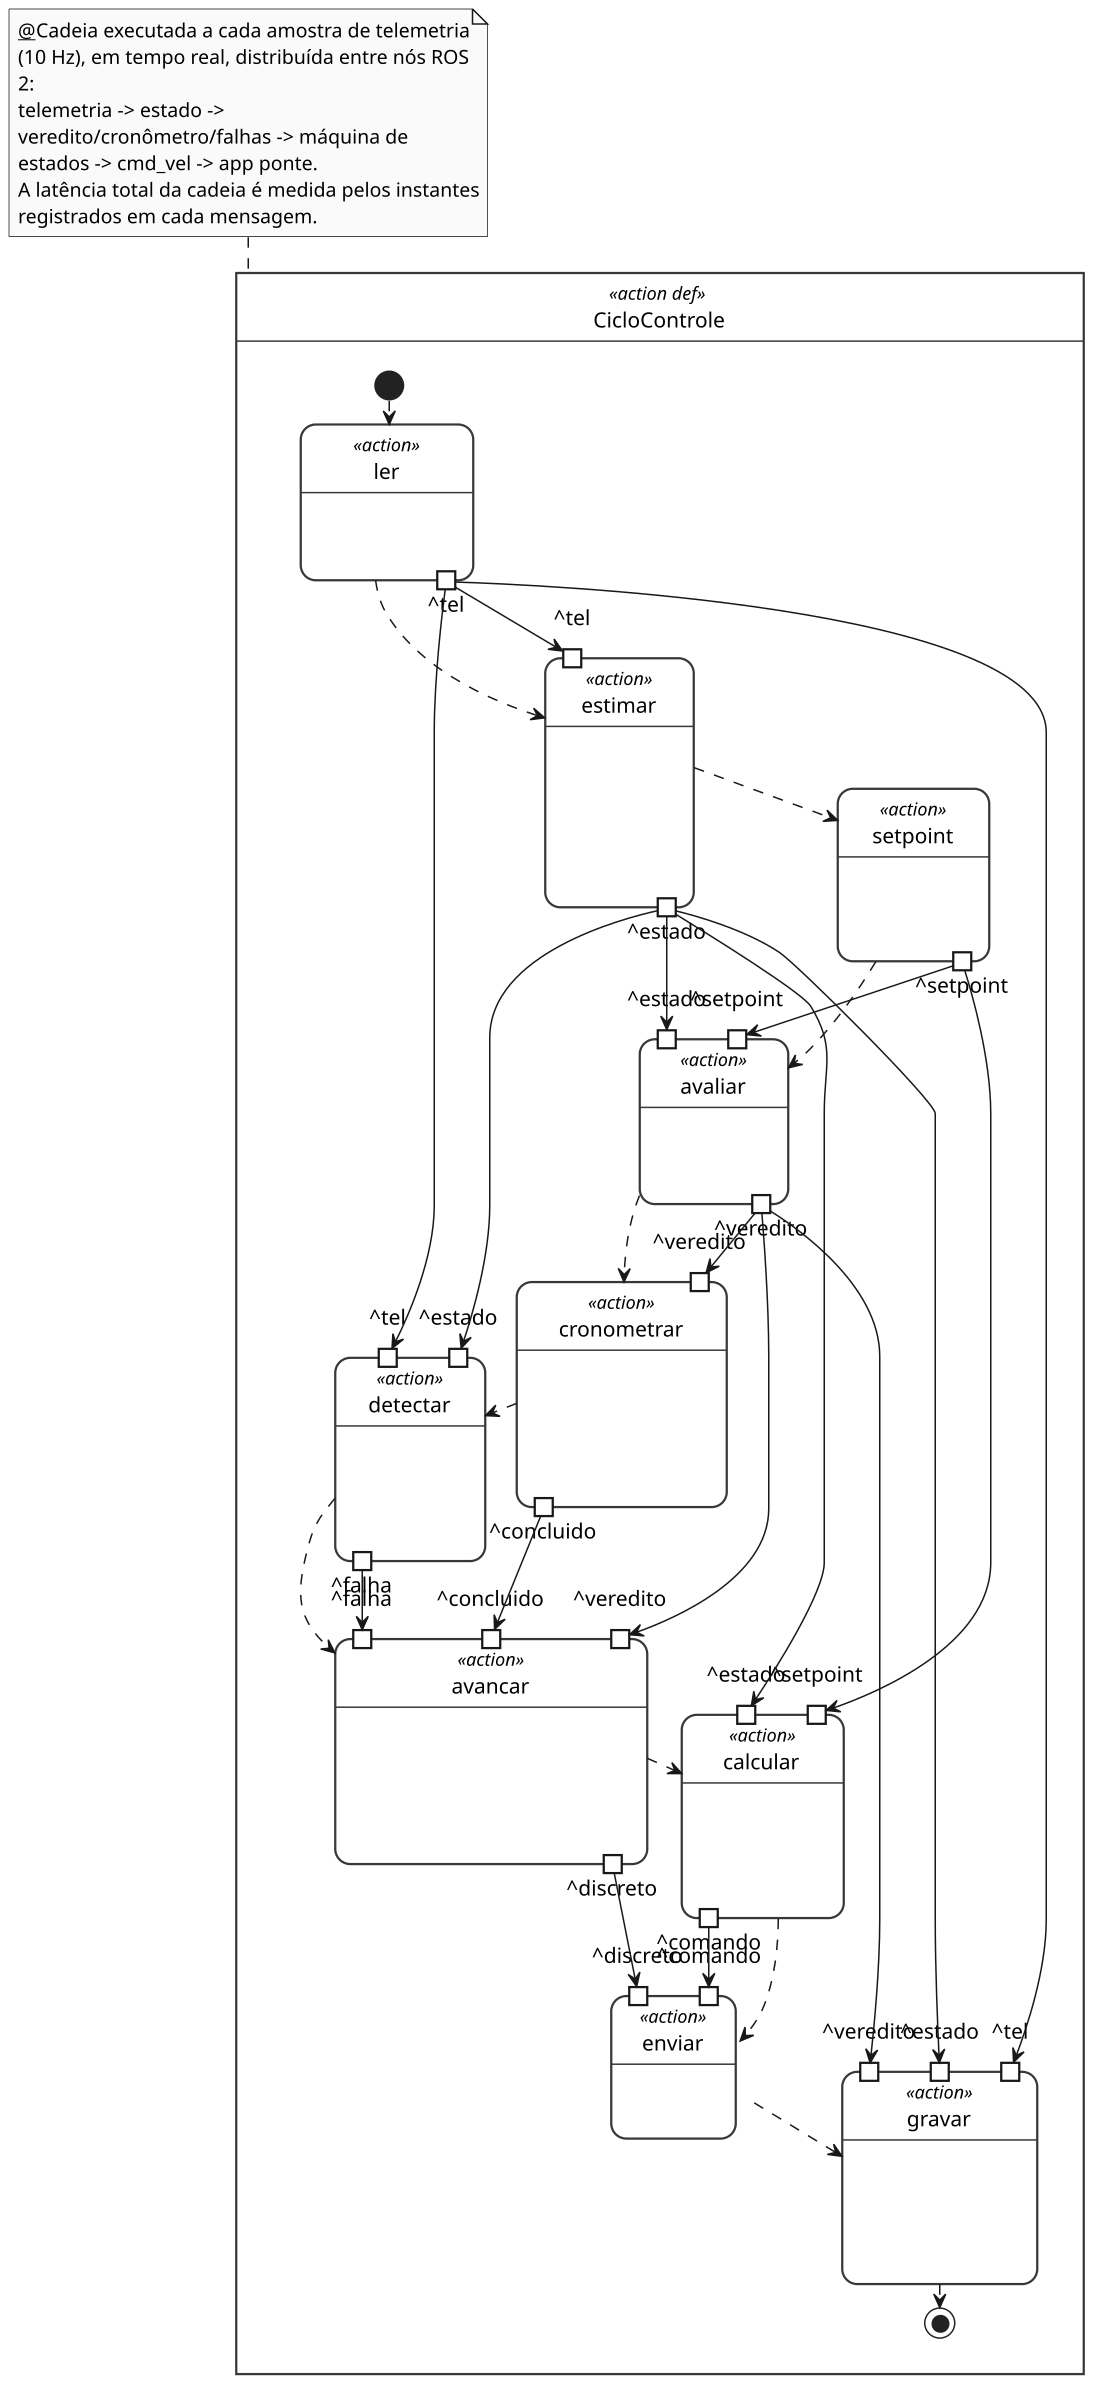 @Cadeia executada a cada amostra de telemetria
(10 Hz), em tempo real, distribuída entre nós ROS
2:
telemetria -> estado ->
veredito/cronômetro/falhas -> máquina de
estados -> cmd_vel -> app ponte.
A latência total da cadeia é medida pelos instantes
registrados em cada mensagem.
«action def»
CicloControle
«action»
ler
^tel
^tel
«action»
estimar
«action»
setpoint
^estado
^setpoint
^estado
^setpoint
«action»
avaliar
^veredito
^veredito
«action»
cronometrar
^tel
^estado
«action»
detectar
^concluido
^falha
^falha
^concluido
^veredito
«action»
avancar
^estado
^setpoint
«action»
calcular
^discreto
^comando
^discreto
^comando
«action»
enviar
^veredito
^estado
^tel
«action»
gravar